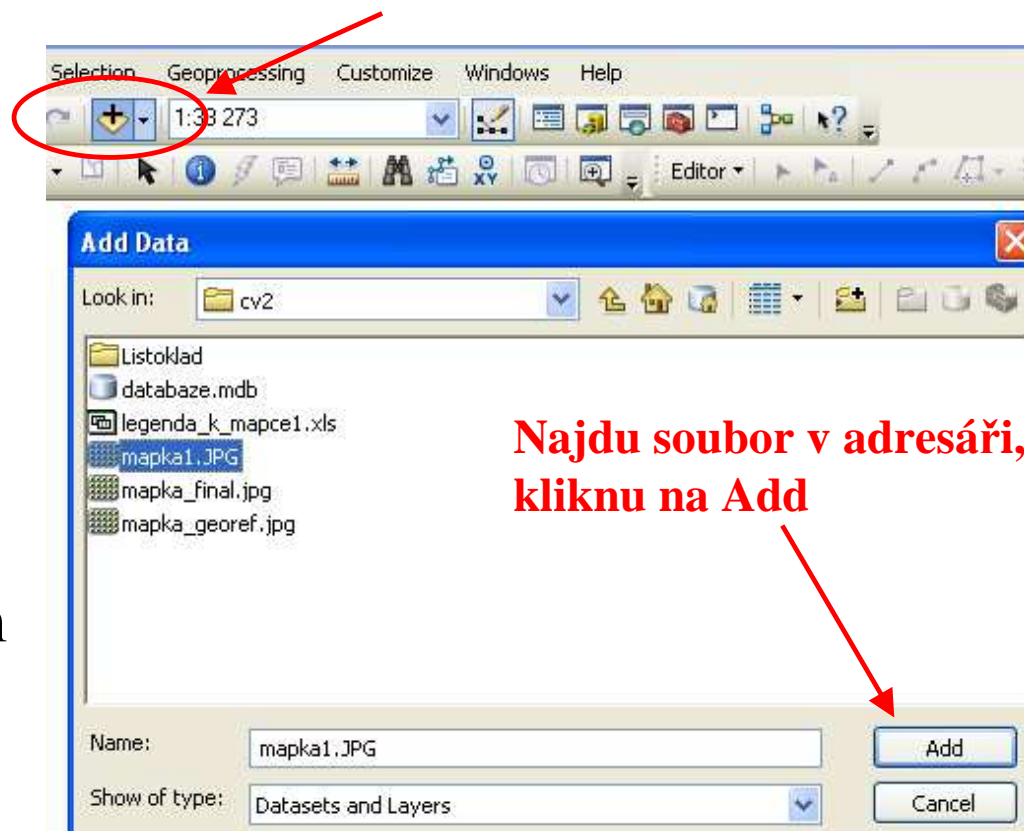 Selection Geoprocessing Customize Windows Help
1:33 273
Editor
Add Data
Look in: cv2
Listoklad
databaze.mdb
legenda_k_mapce1.xls
mapka1.JPG
mapka_final.jpg
mapka_georef.jpg
Najdu soubor v adresáři,
kliknu na Add
Name: mapka1.JPG
Add
Show of type: Datasets and Layers
Cancel